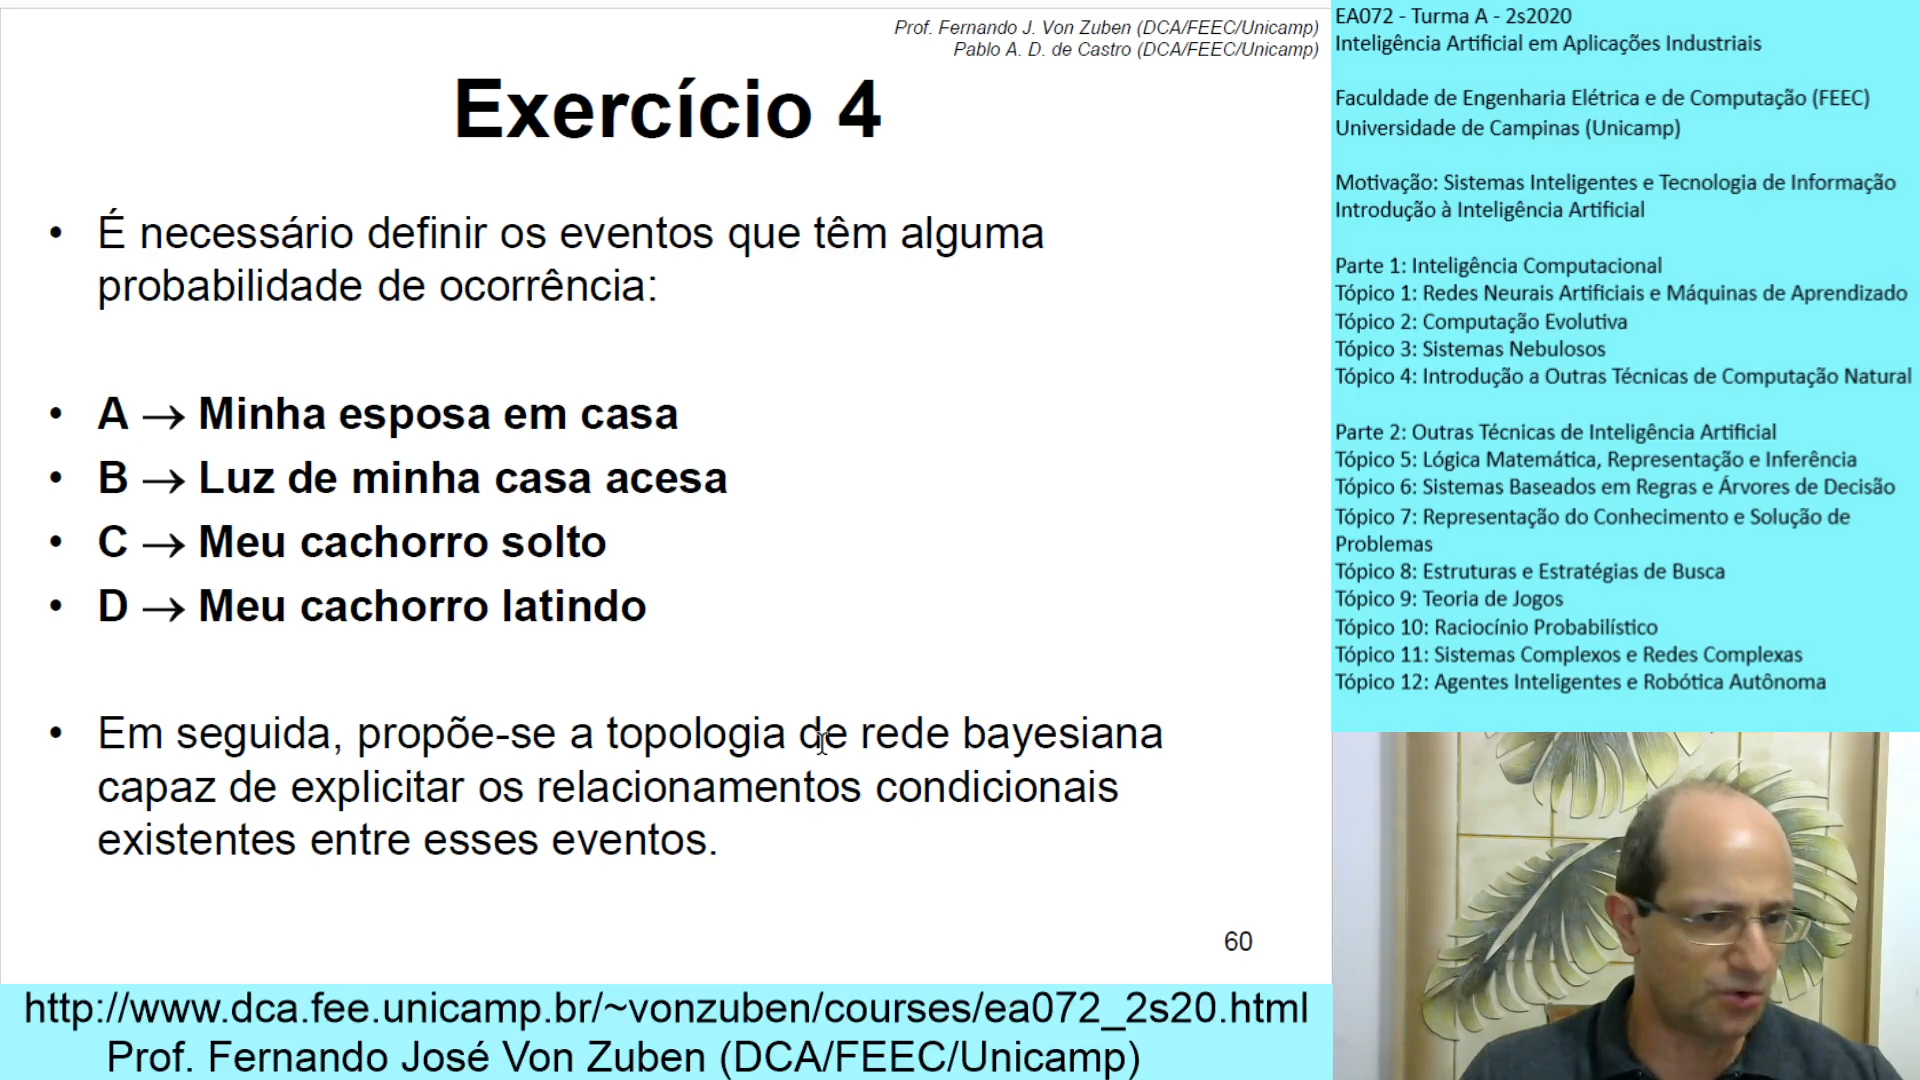 Prof. Fernando J. Von Zuben (DCA/FEEC/Unicamp)
Pablo A. D. de Castro (DCA/FEEC/Unicamp)
Exercício 4
• É necessário definir os eventos que têm alguma
probabilidade de ocorrência:
• A → Minha esposa em casa
• B → Luz de minha casa acesa
• C → Meu cachorro solto
• D → Meu cachorro latindo
• Em seguida, propõe-se a topologia de rede bayesiana
capaz de explicitar os relacionamentos condicionais
existentes entre esses eventos.
60
http://www.dca.fee.unicamp.br/~vonzuben/courses/ea072_2s20.html
Prof. Fernando José Von Zuben (DCA/FEEC/Unicamp)
EA072 - Turma A - 2s2020
Inteligência Artificial em Aplicações Industriais
Faculdade de Engenharia Elétrica e de Computação (FEEC)
Universidade de Campinas (Unicamp)
Motivação: Sistemas Inteligentes e Tecnologia de Informação
Introdução à Inteligência Artificial
Parte 1: Inteligência Computacional
Tópico 1: Redes Neurais Artificiais e Máquinas de Aprendizado
Tópico 2: Computação Evolutiva
Tópico 3: Sistemas Nebulosos
Tópico 4: Introdução a Outras Técnicas de Computação Natural
Parte 2: Outras Técnicas de Inteligência Artificial
Tópico 5: Lógica Matemática, Representação e Inferência
Tópico 6: Sistemas Baseados em Regras e Árvores de Decisão
Tópico 7: Representação do Conhecimento e Solução de
Problemas
Tópico 8: Estruturas e Estratégias de Busca
Tópico 9: Teoria de Jogos
Tópico 10: Raciocínio Probabilístico
Tópico 11: Sistemas Complexos e Redes Complexas
Tópico 12: Agentes Inteligentes e Robótica Autônoma